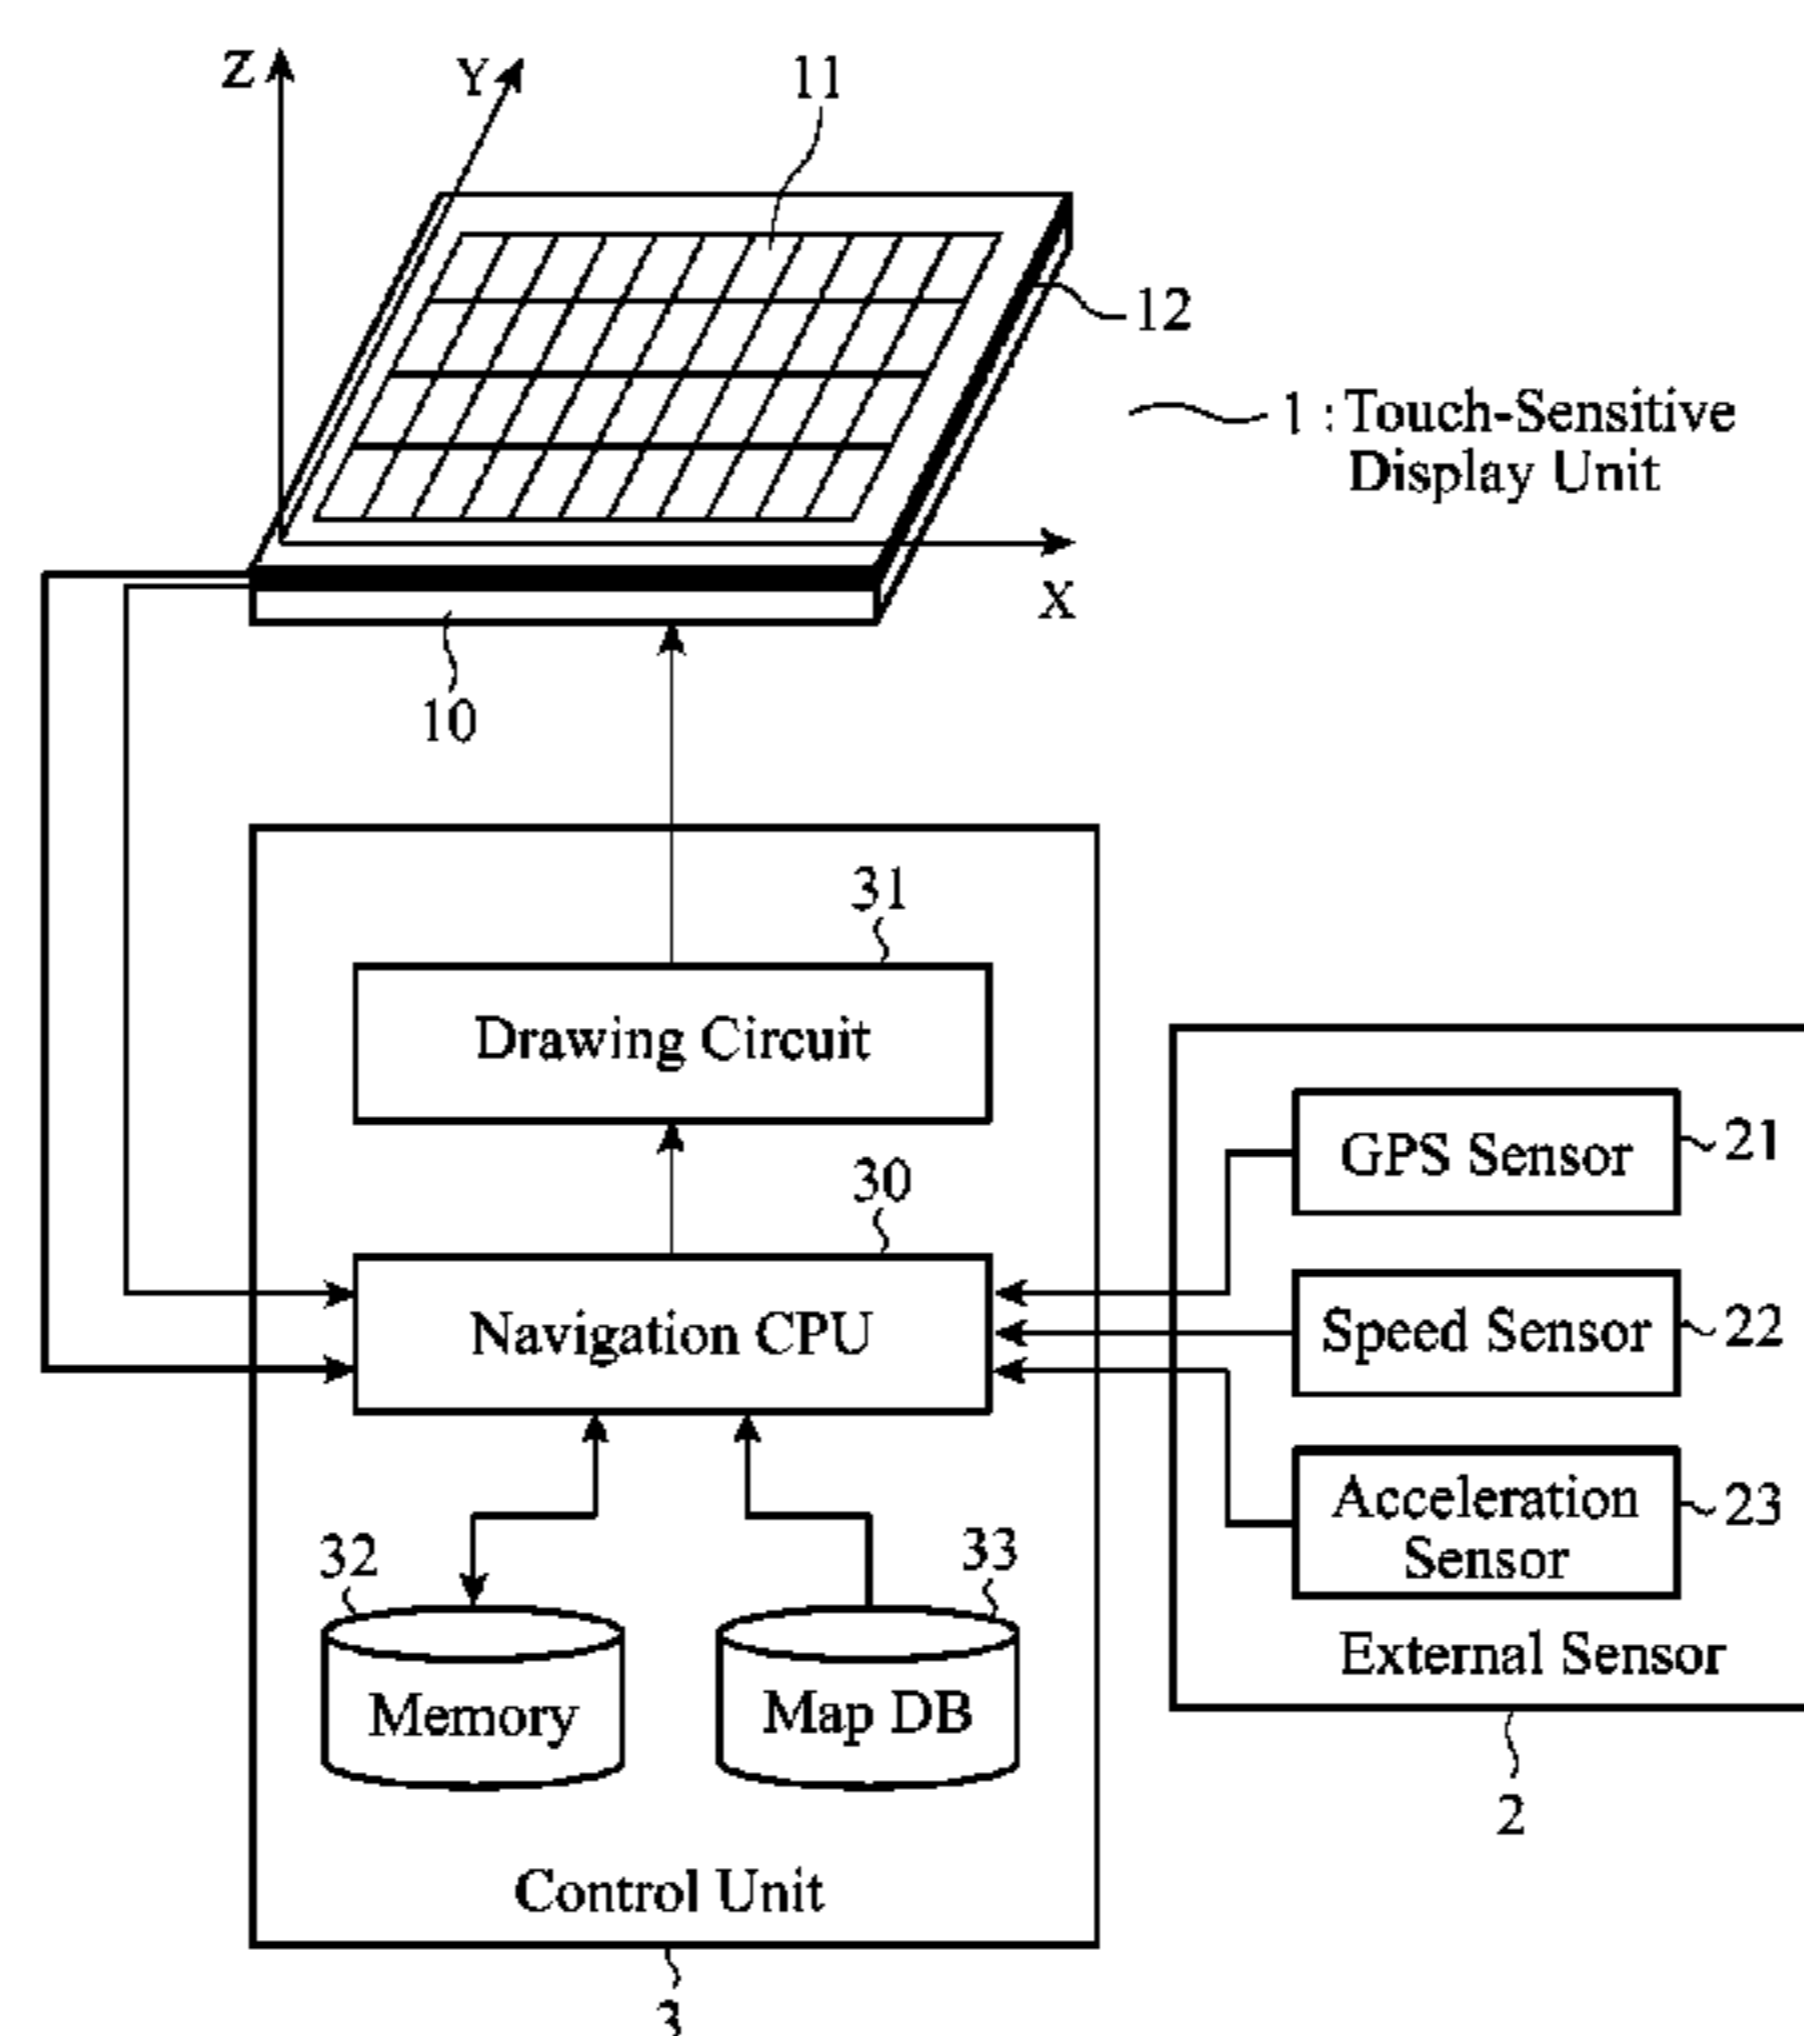 Z
Y
11
12
1 : Touch-Sensitive
Display Unit
X
10
31
Drawing Circuit
30
Navigation CPU
GPS Sensor
21
Speed Sensor
22
Acceleration
Sensor
23
External Sensor
2
32
33
Memory
Map DB
Control Unit
3